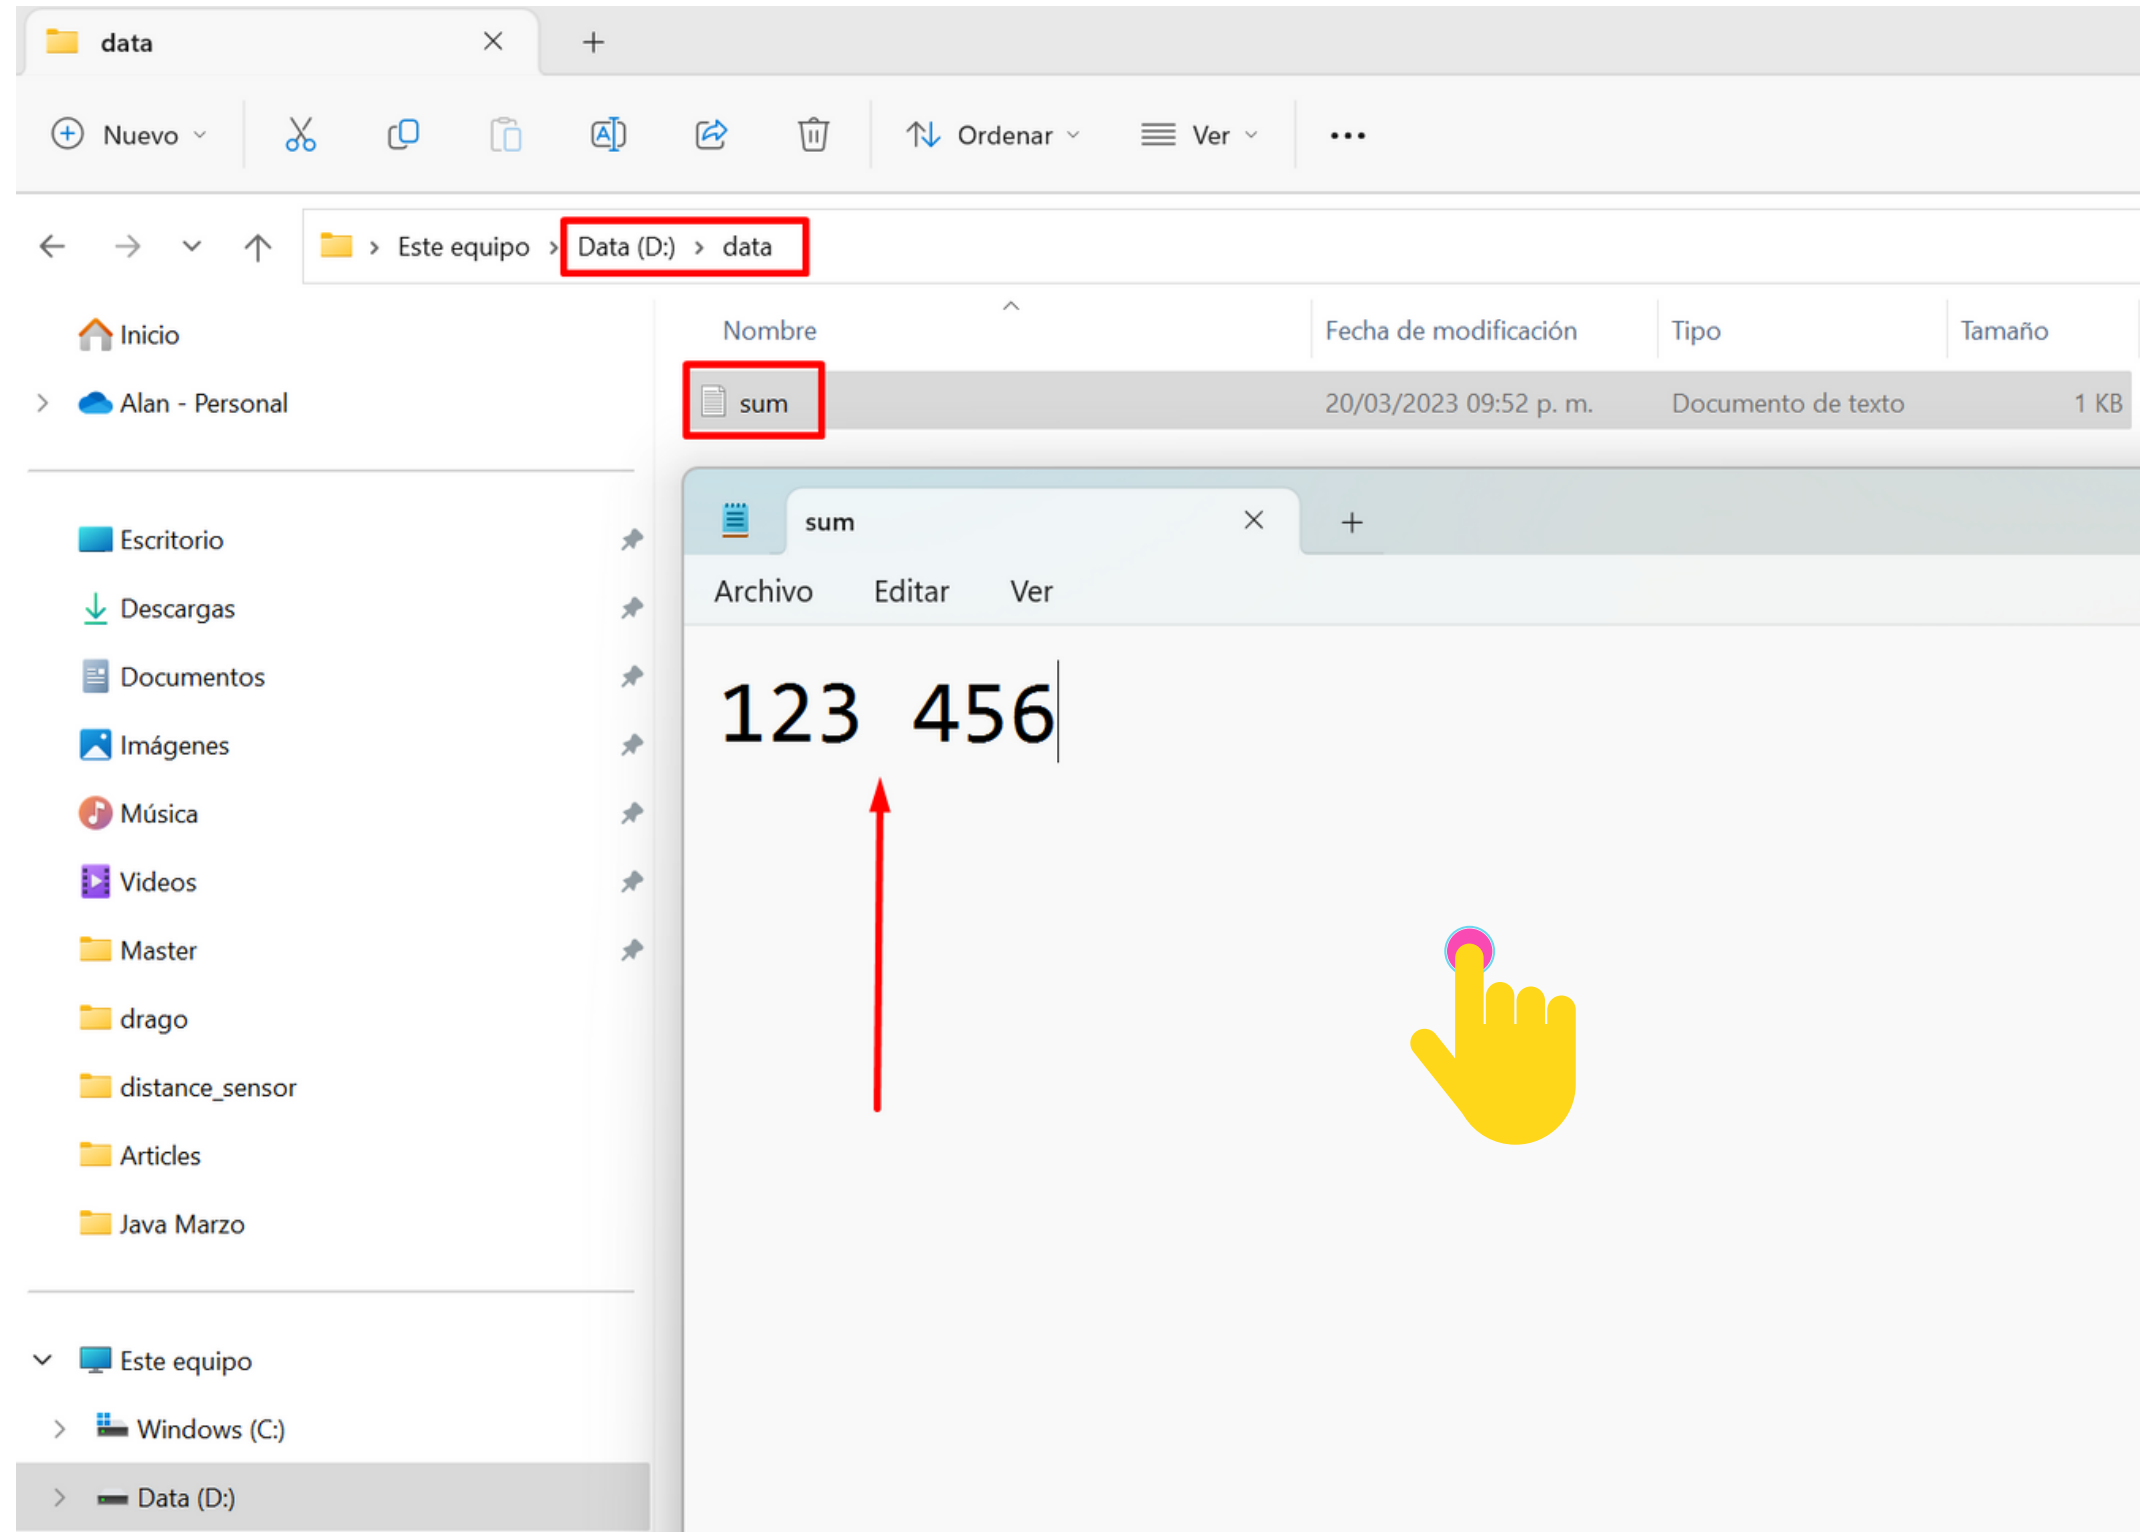 data
Nuevo
Ordenar
Ver
Este equipo > Data (D:) > data
Inicio
Alan - Personal
Escritorio
Descargas
Documentos
Imágenes
Música
Videos
Master
drago
distance_sensor
Articles
Java Marzo
Este equipo
Windows (C:)
Data (D:)
Nombre Fecha de modificación Tipo Tamaño
sum 20/03/2023 09:52 p. m. Documento de texto 1 KB
sum
Archivo Editar Ver
123 456